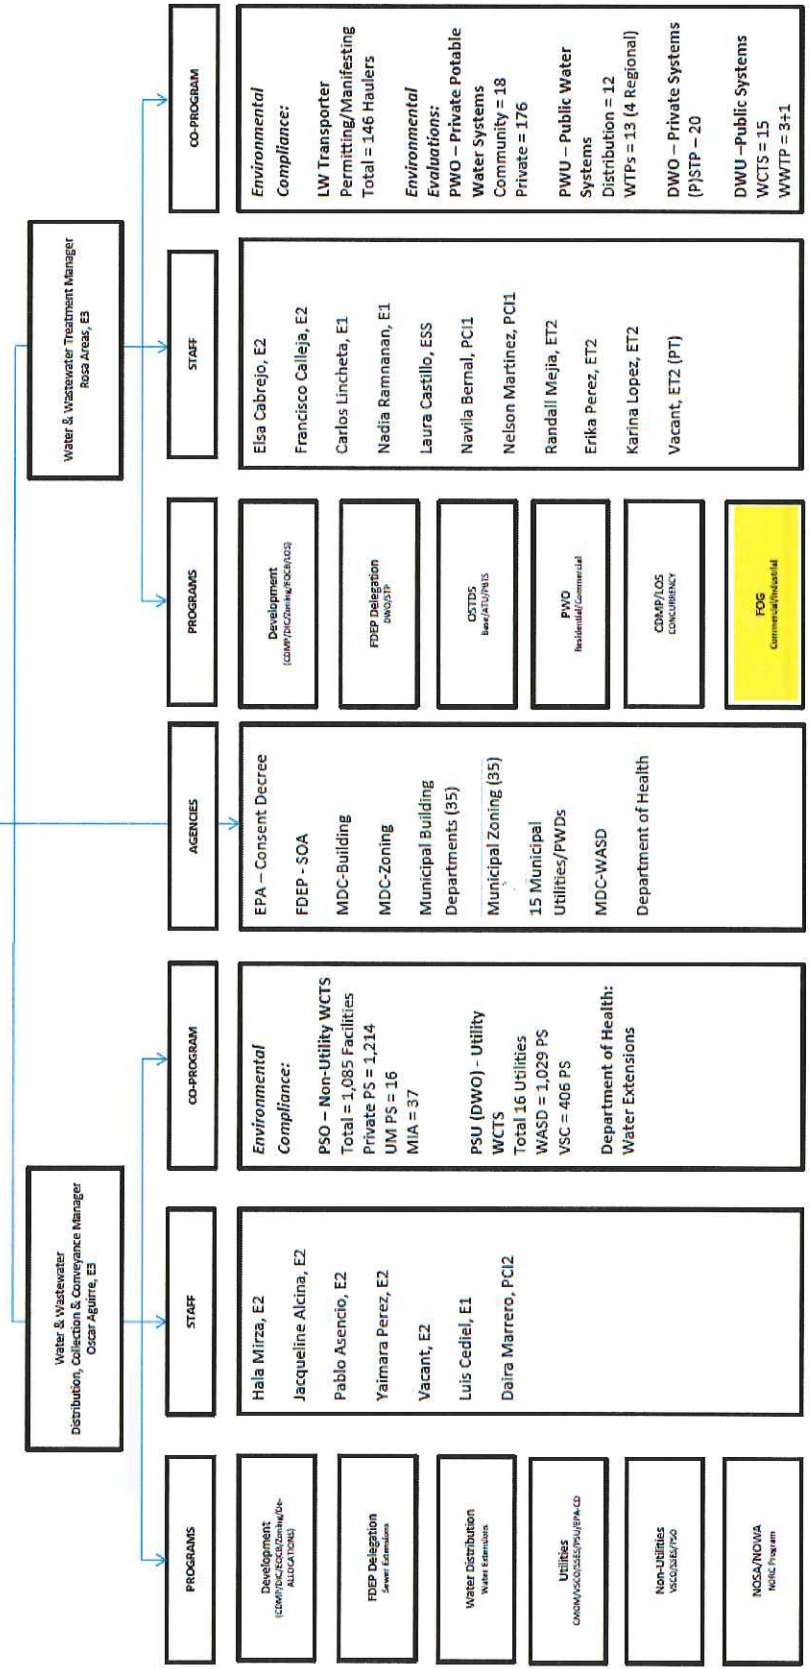 Water & Wastewater
Distribution, Collection & Conveyance Manager
Oscar Aguirre, E3
PROGRAMS
Development
(CDMP/DIC/EQCB/Zoning/De-
ALLOCATIONS)
FDEP Delegation
Sewer Extensions
Water Distribution
Water Extensions
Utilities
CMOM/VSCO/SSES/PSU/EPA-CD
Non-Utilities
VSCO/SSES/PSO
NOSA/NOWA
NORC Program
STAFF
Hala Mirza, E2
Jacqueline Alcina, E2
Pablo Asencio, E2
Yaimara Perez, E2
Vacant, E2
Luis Cediel, E1
Daira Marrero, PCI2
CO-PROGRAM
Environmental
Compliance:
PSO – Non-Utility WCTS
Total = 1,085 Facilities
Private PS = 1,214
UM PS = 16
MIA = 37
PSU (DWO) - Utility
WCTS
Total 16 Utilities
WASD = 1,029 PS
VSC = 406 PS
Department of Health:
Water Extensions
AGENCIES
EPA – Consent Decree
FDEP - SOA
MDC-Building
MDC-Zoning
Municipal Building
Departments (35)
Municipal Zoning (35)
15 Municipal
Utilities/PWDs
MDC-WASD
Department of Health
Water & Wastewater Treatment Manager
Rosa Areas, E3
PROGRAMS
Development
(CDMP/DIC/Zoning/EQCB/LOS)
FDEP Delegation
DWO/STP
OSTDS
Base/ATU/PBTS
PWO
Residential/Commercial
CDMP/LOS
CONCURRENCY
FOG
Commercial/Industrial
STAFF
Elsa Cabrejo, E2
Francisco Calleja, E2
Carlos Lincheta, E1
Nadia Ramnanan, E1
Laura Castillo, ESS
Navila Bernal, PCI1
Nelson Martinez, PCI1
Randall Mejia, ET2
Erika Perez, ET2
Karina Lopez, ET2
Vacant, ET2 (PT)
CO-PROGRAM
Environmental
Compliance:
LW Transporter
Permitting/Manifesting
Total = 146 Haulers
Environmental
Evaluations:
PWO – Private Potable
Water Systems
Community = 18
Private = 176
PWU – Public Water
Systems
Distribution = 12
WTPs = 13 (4 Regional)
DWO – Private Systems
(P)STP – 20
DWU –Public Systems
WCTS = 15
WWTP = 3+1